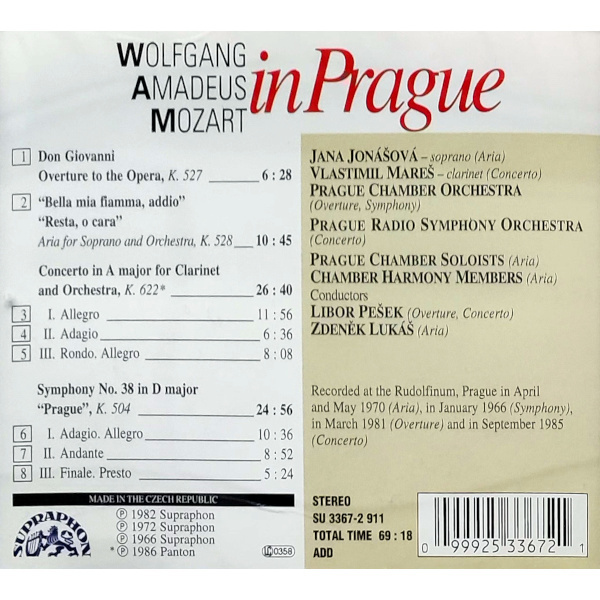 WOLFGANG
AMADEUS
MOZART
in Prague
1 Don Giovanni
Overture to the Opera, K. 527 6 : 28
2 “Bella mia fiamma, addio”
“Resta, o cara”
Aria for Soprano and Orchestra, K. 528 10 : 45
Concerto in A major for Clarinet
and Orchestra, K. 622* 26 : 40
3 I. Allegro 11 : 56
4 II. Adagio 6 : 36
5 III. Rondo. Allegro 8 : 08
Symphony No. 38 in D major
“Prague”, K. 504 24 : 56
6 I. Adagio. Allegro 10 : 36
7 II. Andante 8 : 52
8 III. Finale. Presto 5 : 24
MADE IN THE CZECH REPUBLIC
SUPRAPHON
Ⓟ 1982 Supraphon
Ⓟ 1972 Supraphon
Ⓟ 1966 Supraphon
* Ⓟ 1986 Panton
LC 0358
JANA JONÁŠOVÁ – soprano (Aria)
VLASTIMIL MAREŠ – clarinet (Concerto)
PRAGUE CHAMBER ORCHESTRA
(Overture, Symphony)
PRAGUE RADIO SYMPHONY ORCHESTRA
(Concerto)
PRAGUE CHAMBER SOLOISTS (Aria)
CHAMBER HARMONY MEMBERS (Aria)
Conductors
LIBOR PEŠEK (Overture, Concerto)
ZDENĚK LUKÁŠ (Aria)
Recorded at the Rudolfinum, Prague in April
and May 1970 (Aria), in January 1966 (Symphony),
in March 1981 (Overture) and in September 1985
(Concerto)
STEREO
SU 3367-2 911
TOTAL TIME 69 : 18
ADD
0 99925 33672 1